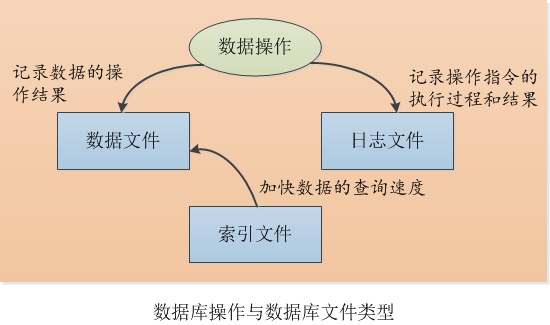 数据操作
记录数据的操
作结果
记录操作指令的
执行过程和结果
数据文件
日志文件
加快数据的查询速度
索引文件
数据库操作与数据库文件类型